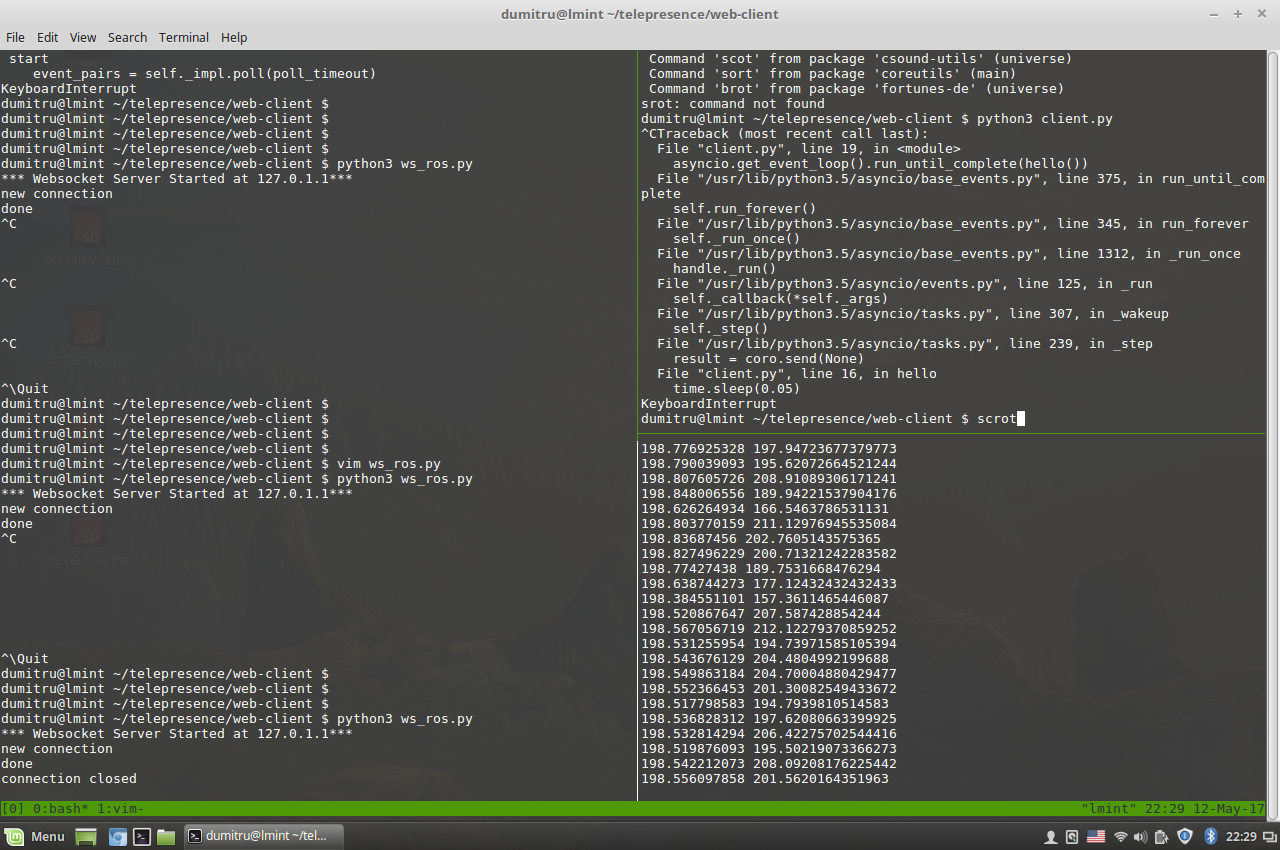 dumitru@lmint ~/telepresence/web-client
File Edit View Search Terminal Help
 start
    event_pairs = self._impl.poll(poll_timeout)
KeyboardInterrupt
dumitru@lmint ~/telepresence/web-client $
dumitru@lmint ~/telepresence/web-client $
dumitru@lmint ~/telepresence/web-client $
dumitru@lmint ~/telepresence/web-client $
dumitru@lmint ~/telepresence/web-client $ python3 ws_ros.py
*** Websocket Server Started at 127.0.1.1***
new connection
done
^C
^C
^C
^\Quit
dumitru@lmint ~/telepresence/web-client $
dumitru@lmint ~/telepresence/web-client $
dumitru@lmint ~/telepresence/web-client $
dumitru@lmint ~/telepresence/web-client $
dumitru@lmint ~/telepresence/web-client $ vim ws_ros.py
dumitru@lmint ~/telepresence/web-client $ python3 ws_ros.py
*** Websocket Server Started at 127.0.1.1***
new connection
done
^C
^\Quit
dumitru@lmint ~/telepresence/web-client $
dumitru@lmint ~/telepresence/web-client $
dumitru@lmint ~/telepresence/web-client $
dumitru@lmint ~/telepresence/web-client $ python3 ws_ros.py
*** Websocket Server Started at 127.0.1.1***
new connection
done
connection closed
 Command 'scot' from package 'csound-utils' (universe)
 Command 'sort' from package 'coreutils' (main)
 Command 'brot' from package 'fortunes-de' (universe)
srot: command not found
dumitru@lmint ~/telepresence/web-client $ python3 client.py
^CTraceback (most recent call last):
  File "client.py", line 19, in <module>
    asyncio.get_event_loop().run_until_complete(hello())
  File "/usr/lib/python3.5/asyncio/base_events.py", line 375, in run_until_com
plete
    self.run_forever()
  File "/usr/lib/python3.5/asyncio/base_events.py", line 345, in run_forever
    self._run_once()
  File "/usr/lib/python3.5/asyncio/base_events.py", line 1312, in _run_once
    handle._run()
  File "/usr/lib/python3.5/asyncio/events.py", line 125, in _run
    self._callback(*self._args)
  File "/usr/lib/python3.5/asyncio/tasks.py", line 307, in _wakeup
    self._step()
  File "/usr/lib/python3.5/asyncio/tasks.py", line 239, in _step
    result = coro.send(None)
  File "client.py", line 16, in hello
    time.sleep(0.05)
KeyboardInterrupt
dumitru@lmint ~/telepresence/web-client $ scrot
198.776925328 197.94723677379773
198.790039093 195.62072664521244
198.807605726 208.91089306171241
198.848006556 189.94221537904176
198.626264934 166.5463786531131
198.803770159 211.12976945535084
198.83687456 202.7605143575365
198.827496229 200.71321242283582
198.77427438 189.7531668476294
198.638744273 177.12432432432433
198.384551101 157.3611465446087
198.520867647 207.587428854244
198.567056719 212.12279370859252
198.531255954 194.73971585105394
198.543676129 204.4804992199688
198.549863184 204.70004880429477
198.552366453 201.30082549433672
198.517798583 194.7939810514583
198.536828312 197.62080663399925
198.532814294 206.42275702544416
198.519876093 195.50219073366273
198.542212073 208.09208176225442
198.556097858 201.5620164351963
[0] 0:bash* 1:vim- "lmint" 22:29 12-May-17
Menu dumitru@lmint ~/tel... 22:29